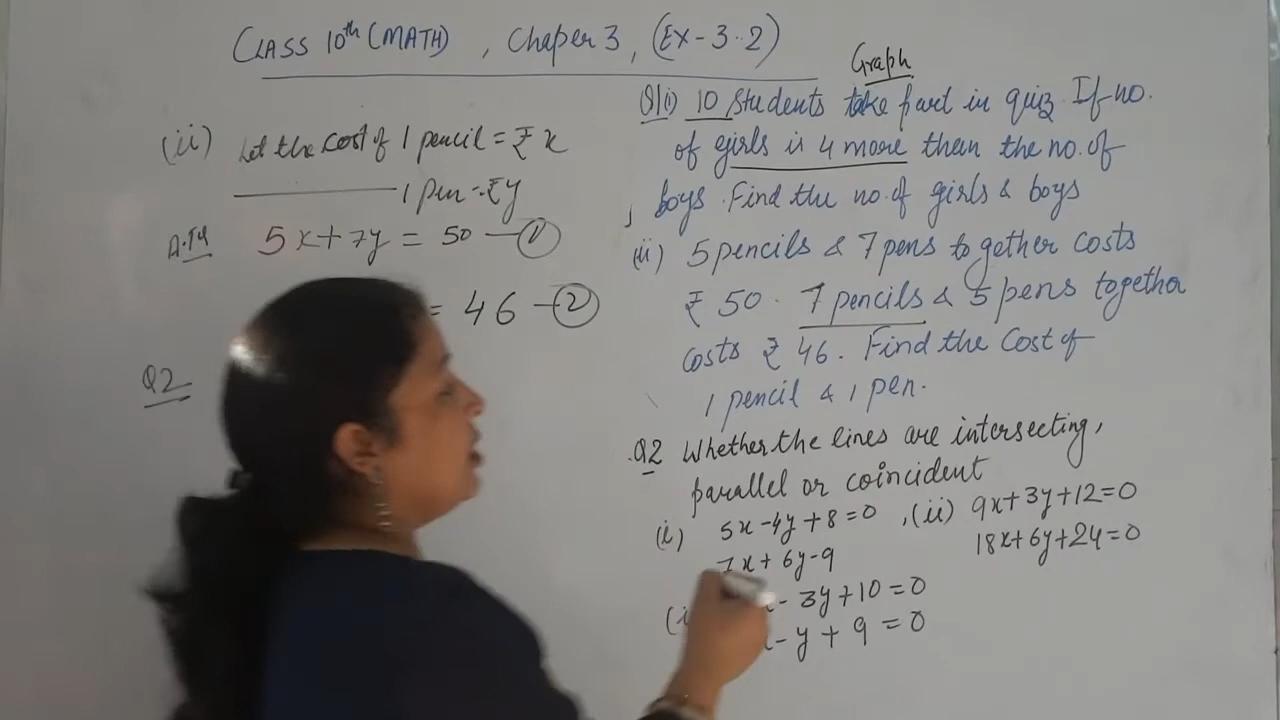 CLASS 10th (MATH) , Chaper 3 , (EX-3.2)
(ii) Let the cost of 1 pencil = ₹ x
1 pen = ₹ y
A.T.Q 5x + 7y = 50 — ①
= 46 — ②
Q2
Graph
Q1(i) 10 Students take part in quiz. If no.
of girls is 4 more than the no. of
boys. Find the no. of girls & boys
(ii) 5 pencils & 7 pens to gether costs
₹ 50. 7 pencils & 5 pens together
costs ₹ 46. Find the cost of
1 pencil & 1 pen.
Q2 Whether the lines are intersecting,
parallel or coincident
(i) 5x - 4y + 8 = 0 , (ii) 9x + 3y + 12 = 0
7x + 6y - 9
18x + 6y + 24 = 0
- 3y + 10 = 0
- y + 9 = 0